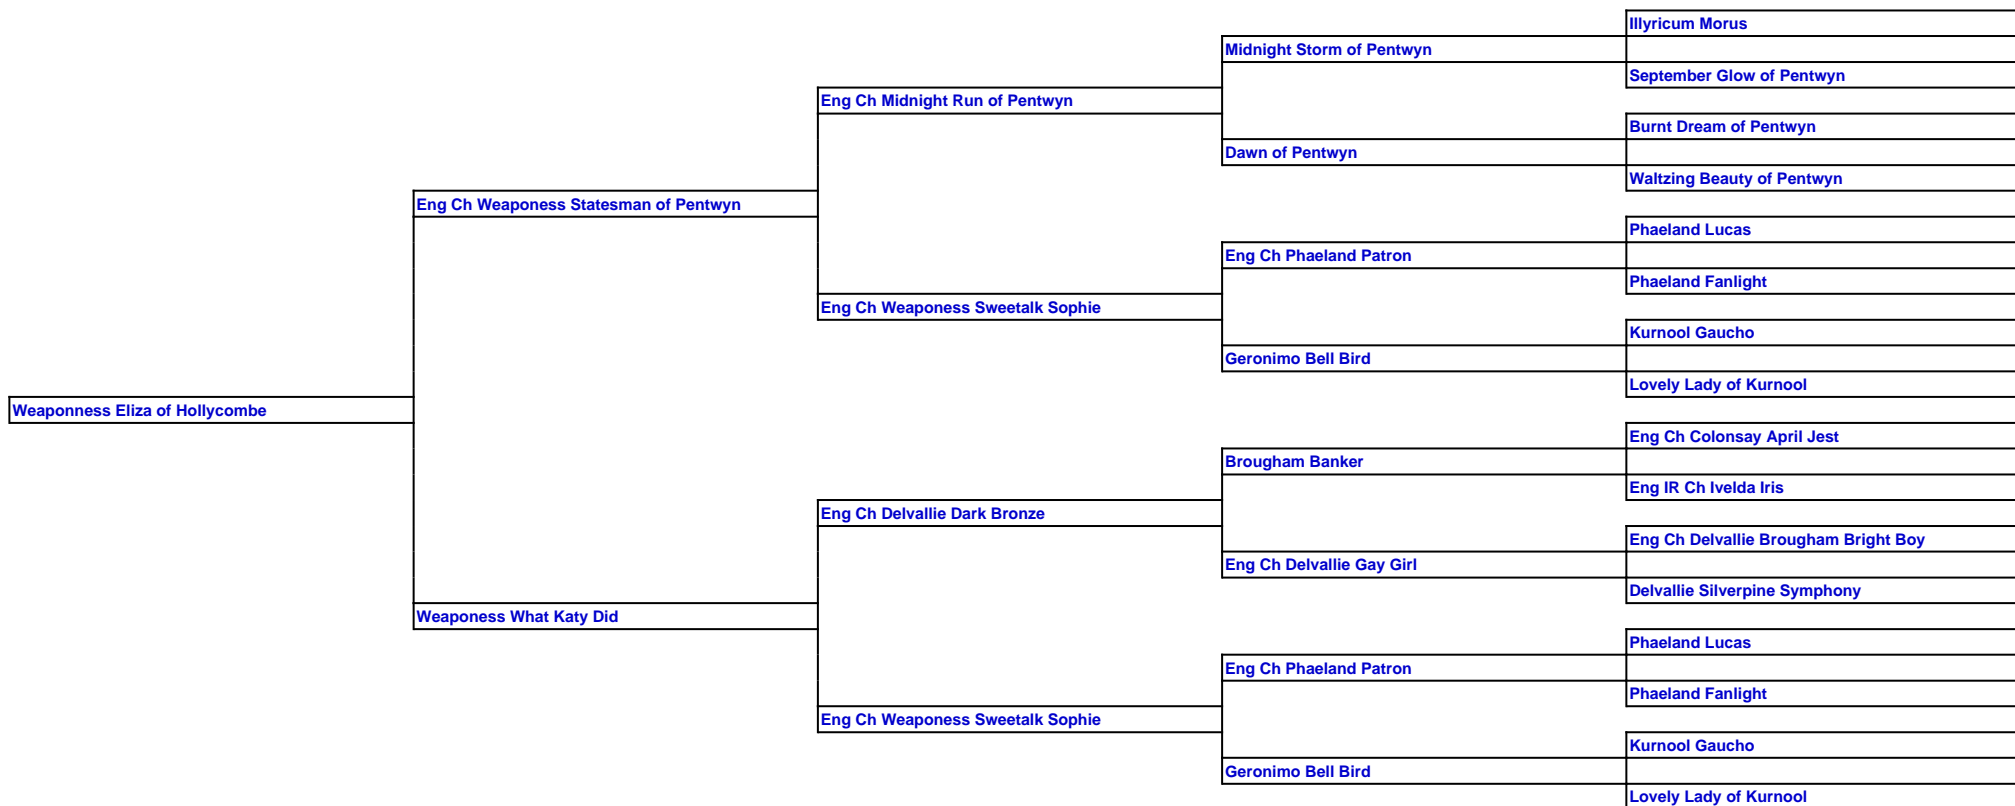 Illyricum Morus
Midnight Storm of Pentwyn
September Glow of Pentwyn
Eng Ch Midnight Run of Pentwyn
Burnt Dream of Pentwyn
Dawn of Pentwyn
Waltzing Beauty of Pentwyn
Eng Ch Weaponess Statesman of Pentwyn
Phaeland Lucas
Eng Ch Phaeland Patron
Phaeland Fanlight
Eng Ch Weaponess Sweetalk Sophie
Kurnool Gaucho
Geronimo Bell Bird
Lovely Lady of Kurnool
Weaponness Eliza of Hollycombe
Eng Ch Colonsay April Jest
Brougham Banker
Eng IR Ch Ivelda Iris
Eng Ch Delvallie Dark Bronze
Eng Ch Delvallie Brougham Bright Boy
Eng Ch Delvallie Gay Girl
Delvallie Silverpine Symphony
Weaponess What Katy Did
Phaeland Lucas
Eng Ch Phaeland Patron
Phaeland Fanlight
Eng Ch Weaponess Sweetalk Sophie
Kurnool Gaucho
Geronimo Bell Bird
Lovely Lady of Kurnool